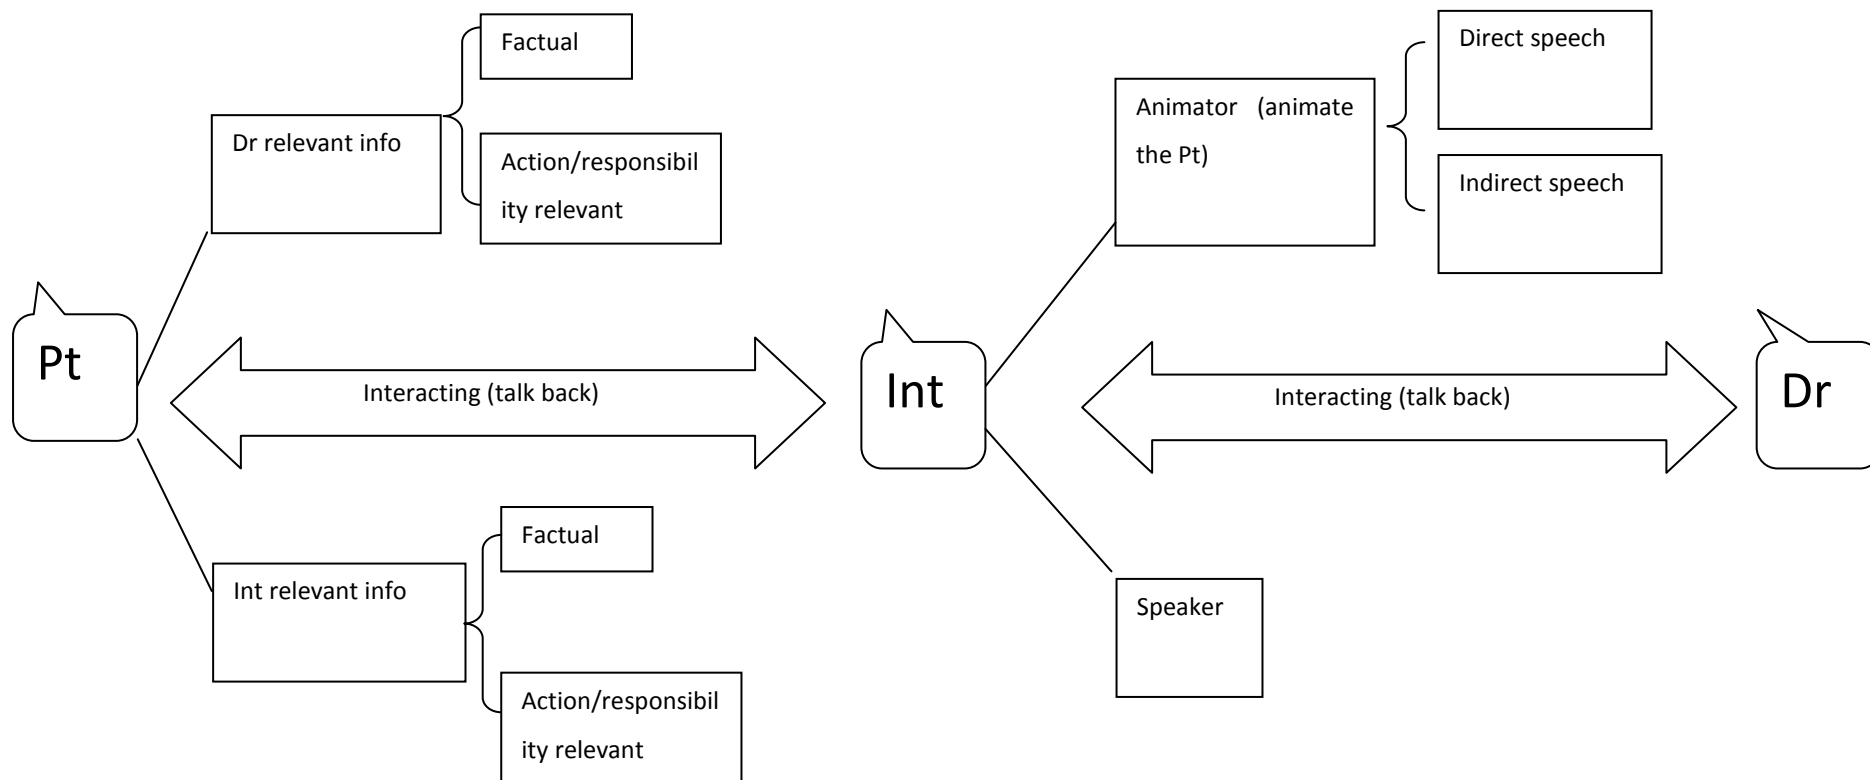 Factual
Dr relevant info
Action/responsibil
ity relevant
Pt
Interacting (talk back)
Int relevant info
Factual
Action/responsibil
ity relevant
Int
Animator (animate
the Pt)
Direct speech
Indirect speech
Interacting (talk back)
Speaker
Dr